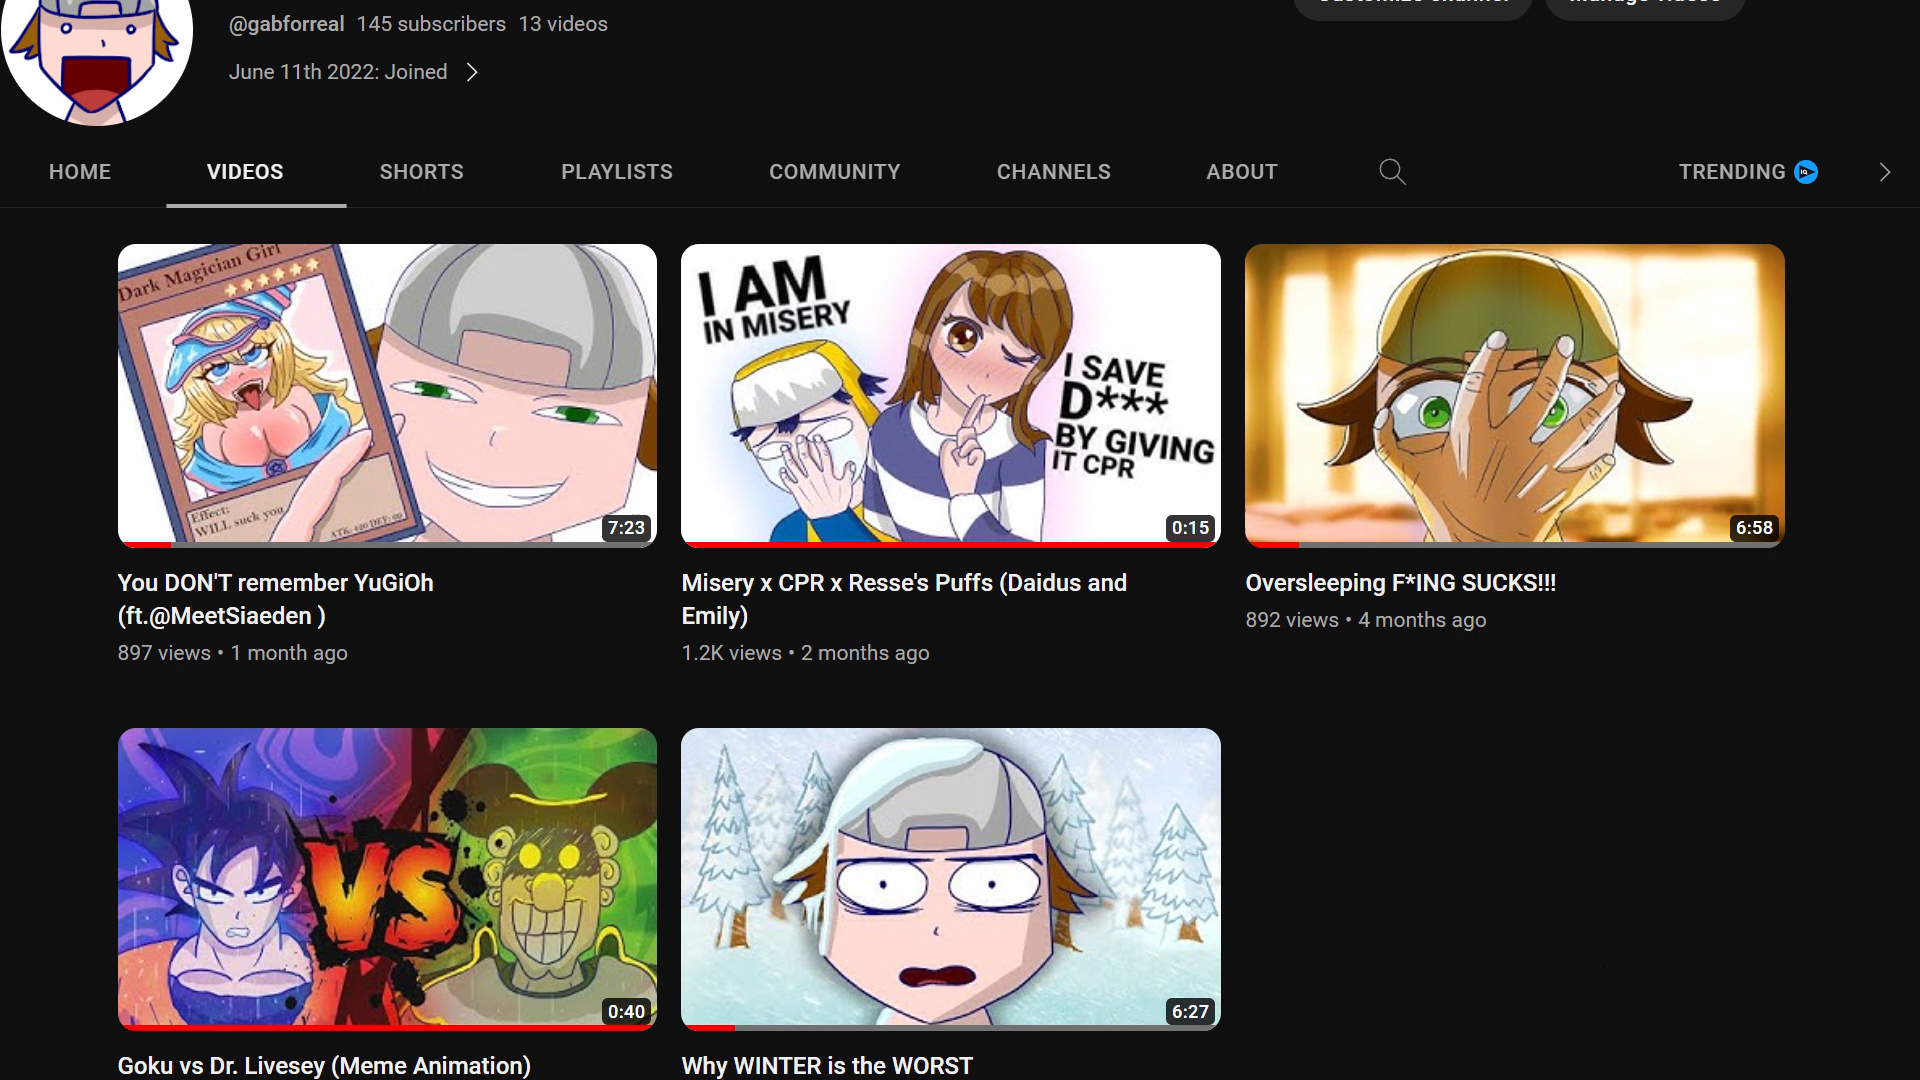 Customize channel Manage videos
@gabforreal 145 subscribers 13 videos
June 11th 2022: Joined
HOME VIDEOS SHORTS PLAYLISTS COMMUNITY CHANNELS ABOUT TRENDING
Dark Magician Girl
Effect:
WILL suck you
7:23
I AM
IN MISERY
I SAVE
D***
BY GIVING
IT CPR
0:15
6:58
You DON'T remember YuGiOh
(ft.@MeetSiaeden )
897 views • 1 month ago
Misery x CPR x Resse's Puffs (Daidus and
Emily)
1.2K views • 2 months ago
Oversleeping F*ING SUCKS!!!
892 views • 4 months ago
VS
0:40
6:27
Goku vs Dr. Livesey (Meme Animation)
Why WINTER is the WORST